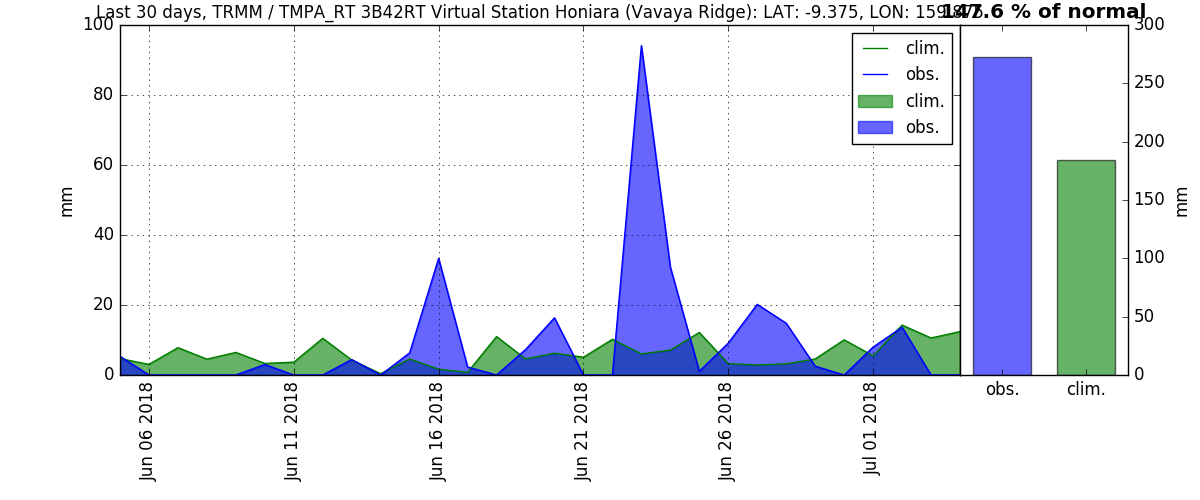 Last 30 days, TRMM / TMPA_RT 3B42RT Virtual Station Honiara (Vavaya Ridge): LAT: -9.375, LON:
147.6 % of normal
100
80
60
40
20
0
mm
clim.
obs.
clim.
obs.
Jun 06 2018
Jun 11 2018
Jun 16 2018
Jun 21 2018
Jun 26 2018
Jul 01 2018
300
250
200
150
100
50
0
mm
obs.
clim.